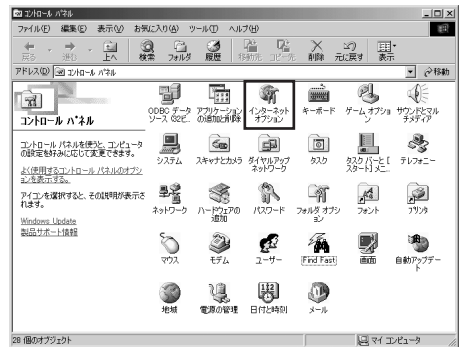 コントロール パネル
ファイル(F) 編集(E) 表示(V) お気に入り(A) ツール(T) ヘルプ(H)
戻る 進む 上へ 検索 フォルダ 履歴 移動先 コピー先 削除 元に戻す 表示
アドレス(D) コントロール パネル 移動
コントロール パネル
コントロール パネルを使うと、コンピュータ
の設定を好みに応じて変更できます。
よく使用するコントロール パネルのオプシ
ョンを表示する。
アイコンを選択すると、その説明が表示さ
れます。
Windows Update
製品サポート情報
ODBC データ
ソース (32ビ...
アプリケーション
の追加と削除
インターネット
オプション
キーボード
ゲーム オプショ
ン
サウンドとマル
チメディア
システム
スキャナとカメラ
ダイヤルアップ
ネットワーク
タスク
タスク バーと [
スタート] メニ...
テレフォニー
ネットワーク
ハードウェアの
追加
パスワード
フォルダ オプシ
ョン
フォント
プリンタ
マウス
モデム
ユーザー
Find Fast
画面
自動アップデー
ト
地域
電源の管理
日付と時刻
メール
28 個のオブジェクト
マイ コンピュータ